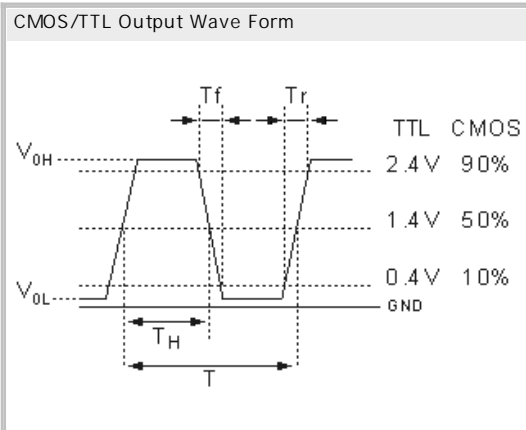 CMOS/TTL Output Wave Form
Tf Tr
TTL CMOS
V0H 2.4V 90%
1.4V 50%
0.4V 10%
V0L GND
TH
T